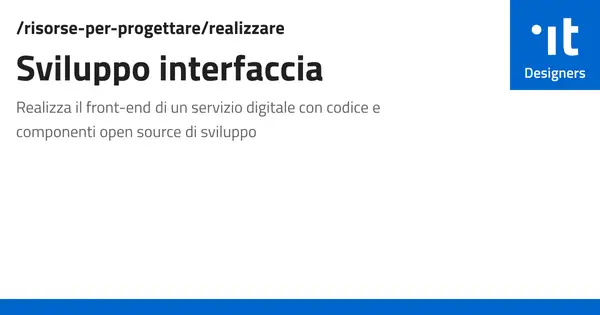 /risorse-per-progettare/realizzare
Sviluppo interfaccia
Realizza il front-end di un servizio digitale con codice e
componenti open source di sviluppo
it
Designers